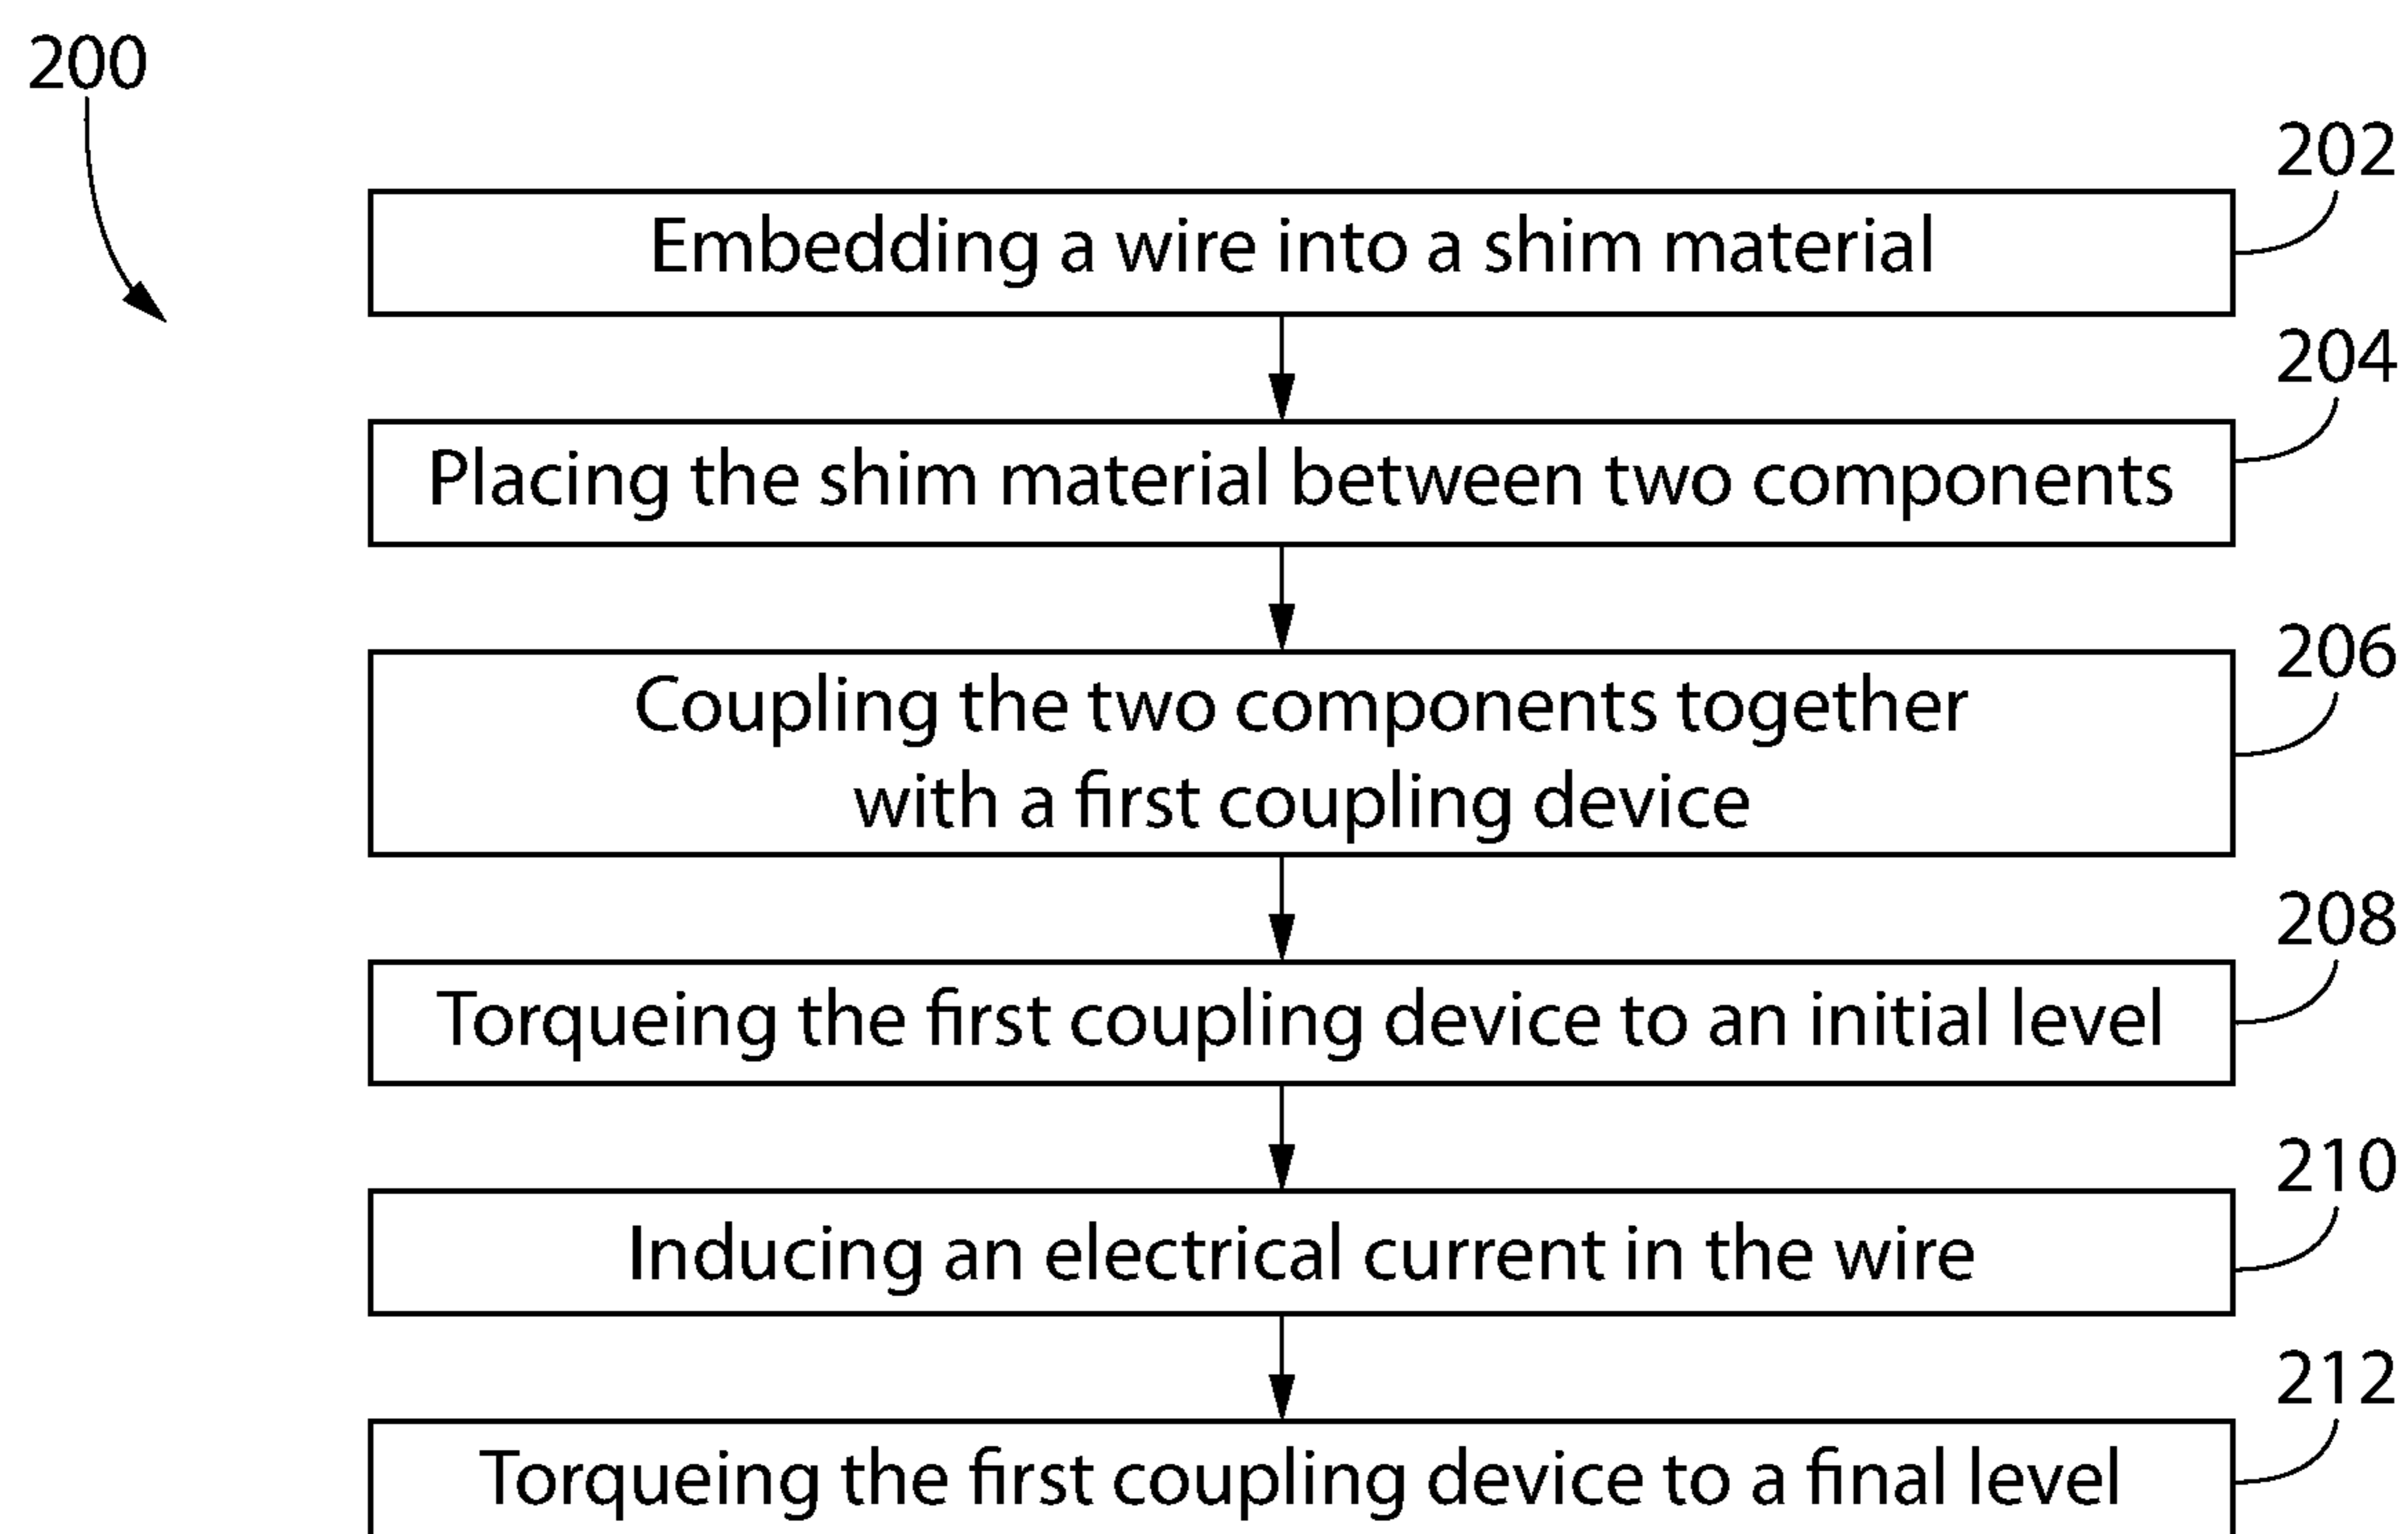 200
202
Embedding a wire into a shim material
204
Placing the shim material between two components
206
Coupling the two components together
with a first coupling device
208
Torqueing the first coupling device to an initial level
210
Inducing an electrical current in the wire
212
Torqueing the first coupling device to a final level